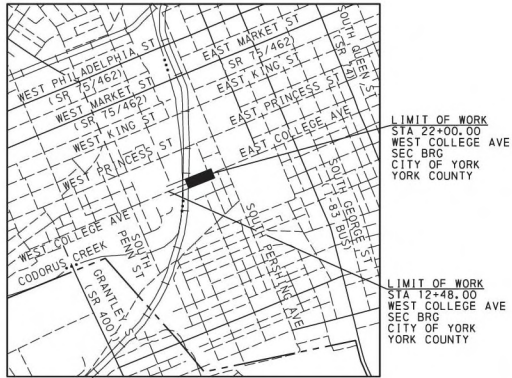 WEST PHILADELPHIA ST
(SR 75/462)
WEST MARKET ST
(SR 75/462)
WEST KING ST
WEST PRINCESS ST
WEST COLLEGE AVE
CODORUS CREEK
SOUTH
PENN ST
GRANTLEY ST
(SR 400)
EAST MARKET ST
SR 75/462)
EAST KING ST
EAST PRINCESS ST
EAST COLLEGE AVE
SOUTH QUEEN ST
SOUTH GEORGE ST
(I-83 BUS)
SOUTH PERSHING AVE
LIMIT OF WORK
STA 22+00.00
WEST COLLEGE AVE
SEC BRG
CITY OF YORK
YORK COUNTY
LIMIT OF WORK
STA 12+48.00
WEST COLLEGE AVE
SEC BRG
CITY OF YORK
YORK COUNTY